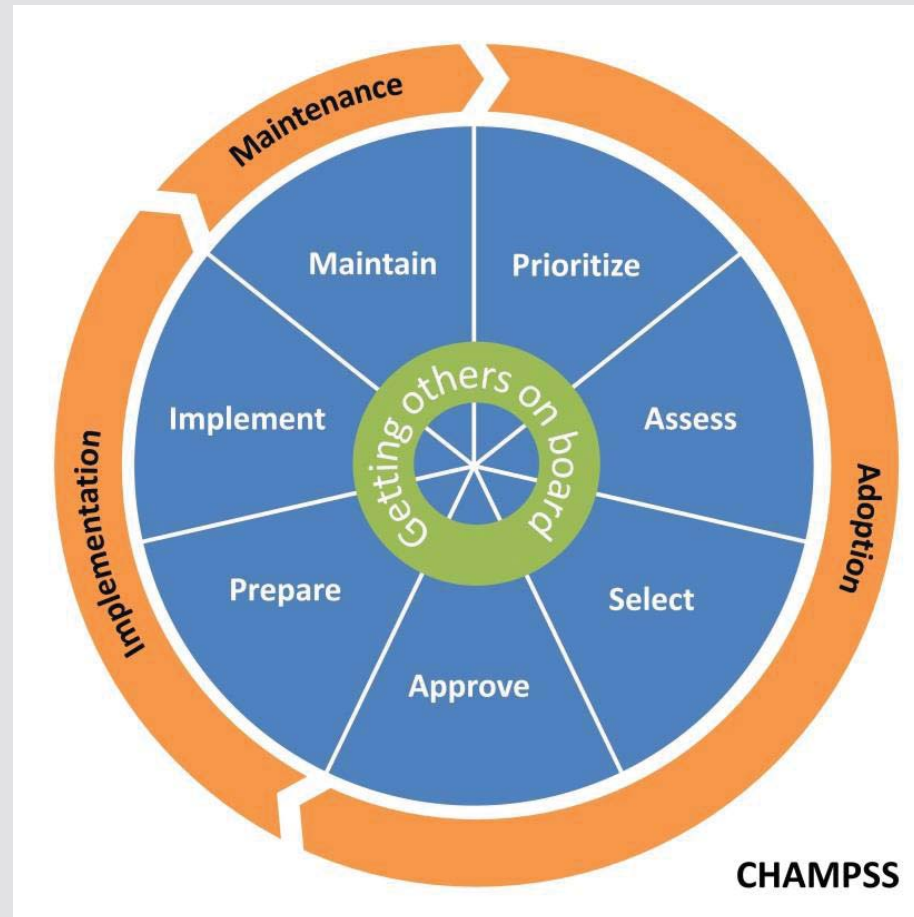 Maintenance
Adoption
Implementation
Prioritize
Assess
Select
Approve
Prepare
Implement
Maintain
Getting others on board
CHAMPSS